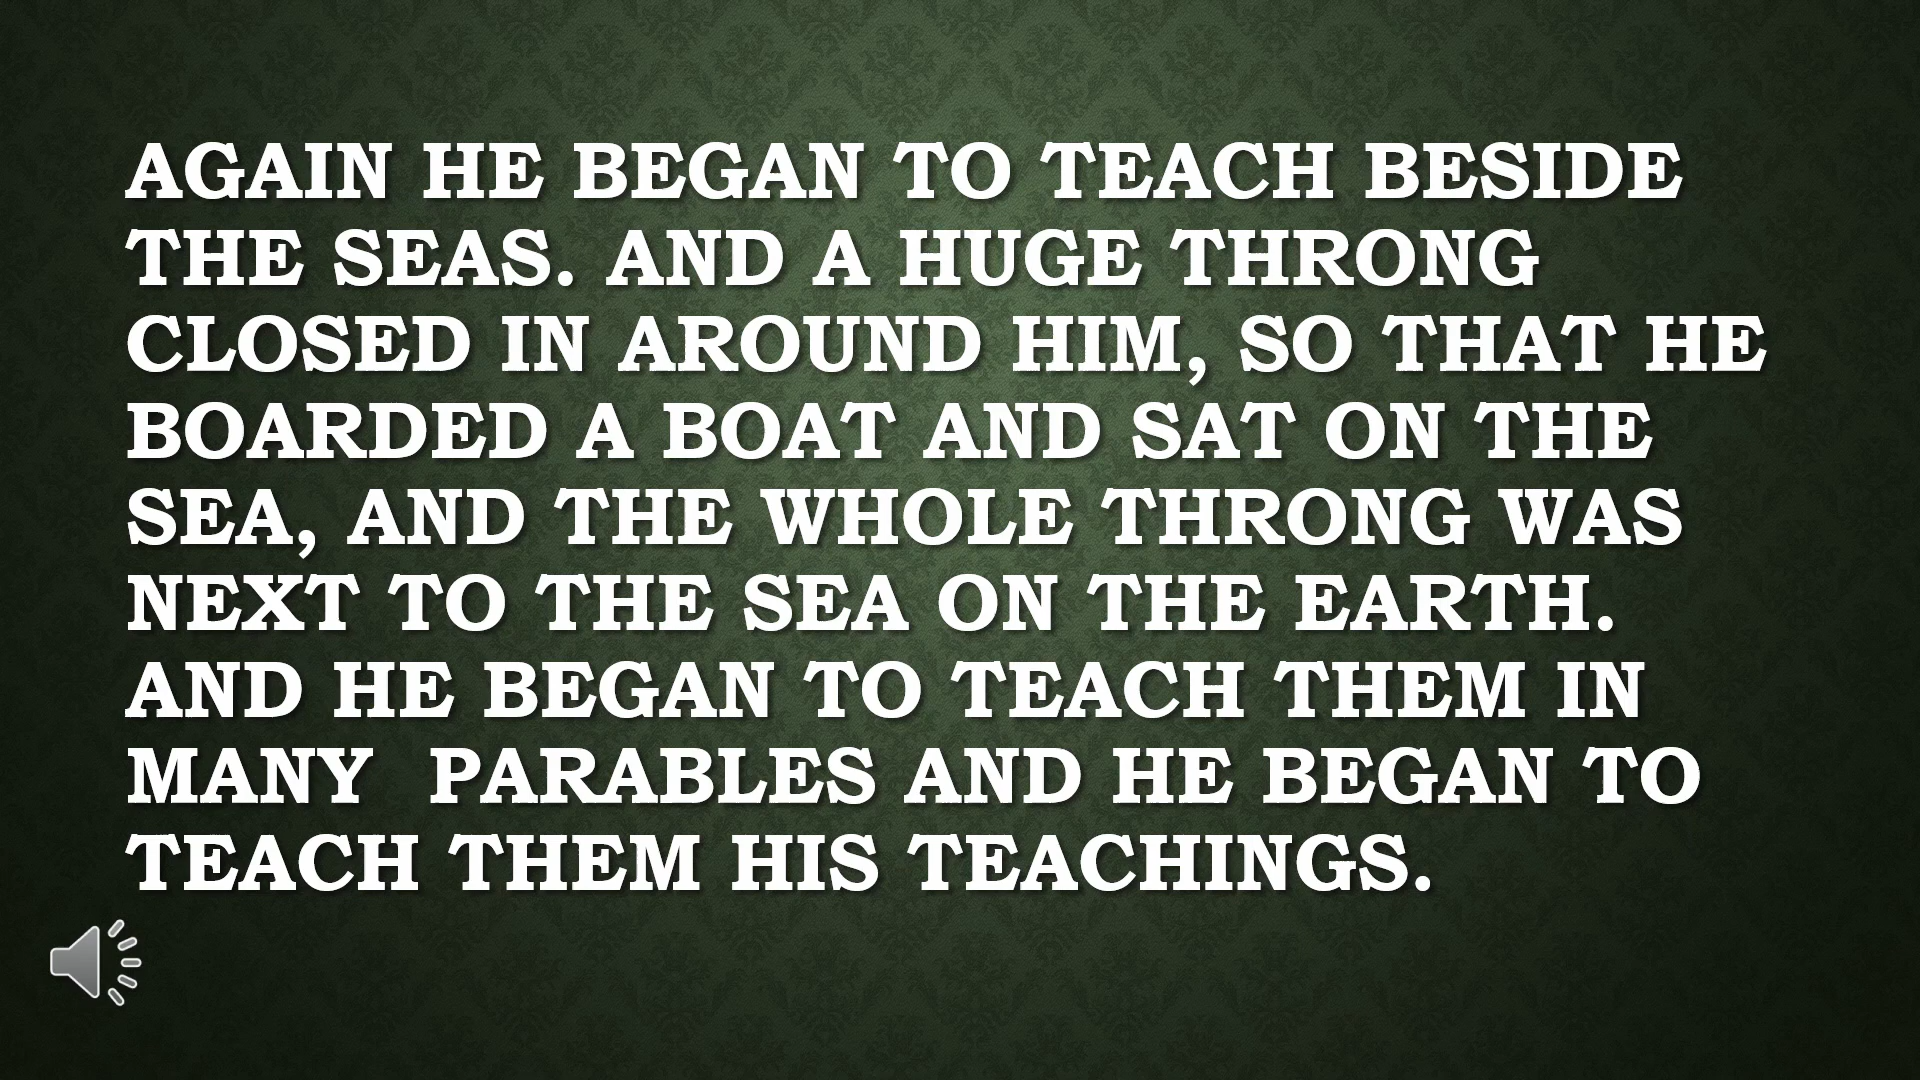 AGAIN HE BEGAN TO TEACH BESIDE
THE SEAS. AND A HUGE THRONG
CLOSED IN AROUND HIM, SO THAT HE
BOARDED A BOAT AND SAT ON THE
SEA, AND THE WHOLE THRONG WAS
NEXT TO THE SEA ON THE EARTH.
AND HE BEGAN TO TEACH THEM IN
MANY  PARABLES AND HE BEGAN TO
TEACH THEM HIS TEACHINGS.